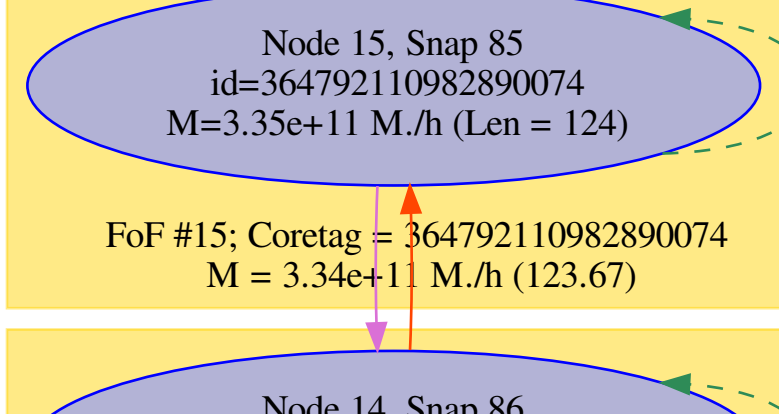 Node 15, Snap 85
id=364792110982890074
M=3.35e+11 M./h (Len = 124)
FoF #15; Coretag = 364792110982890074
M = 3.34e+11 M./h (123.67)
Node 14, Snap 86